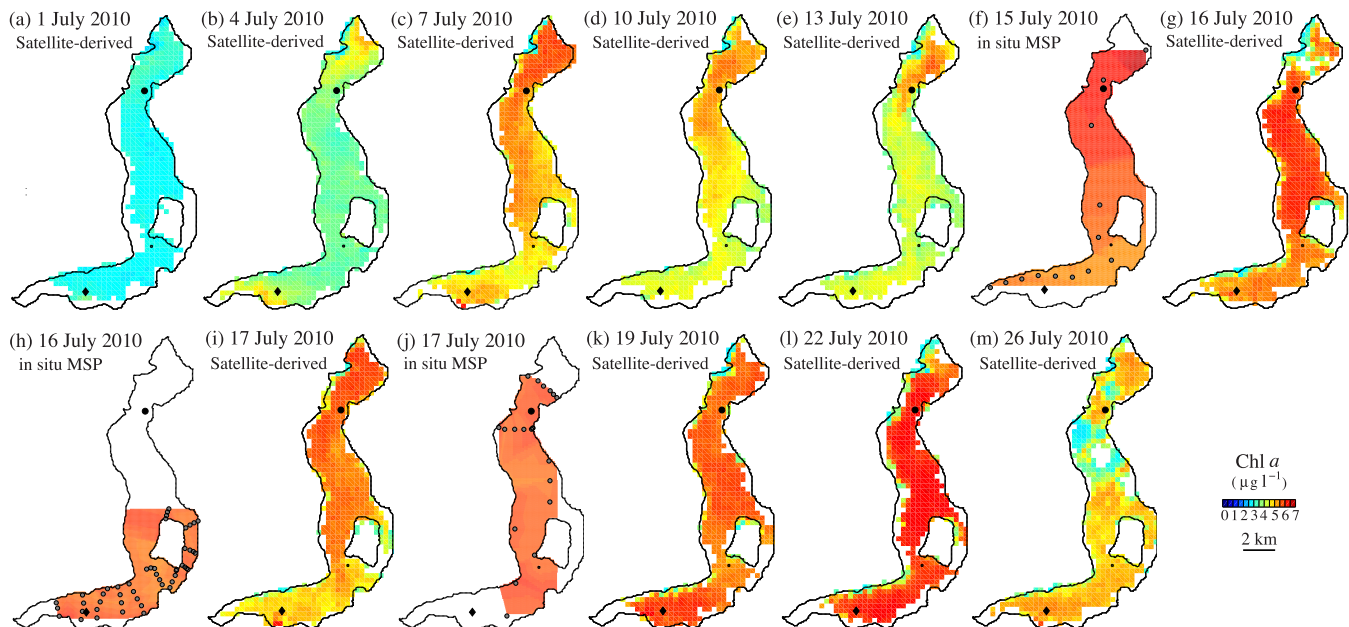 (a) 1 July 2010
Satellite-derived
(b) 4 July 2010
Satellite-derived
(c) 7 July 2010
Satellite-derived
(d) 10 July 2010
Satellite-derived
(e) 13 July 2010
Satellite-derived
(f) 15 July 2010
in situ MSP
(g) 16 July 2010
Satellite-derived
(h) 16 July 2010
in situ MSP
(i) 17 July 2010
Satellite-derived
(j) 17 July 2010
in situ MSP
(k) 19 July 2010
Satellite-derived
(l) 22 July 2010
Satellite-derived
(m) 26 July 2010
Satellite-derived
Chl a
(µg l⁻¹)
0 1 2 3 4 5 6 7
2 km